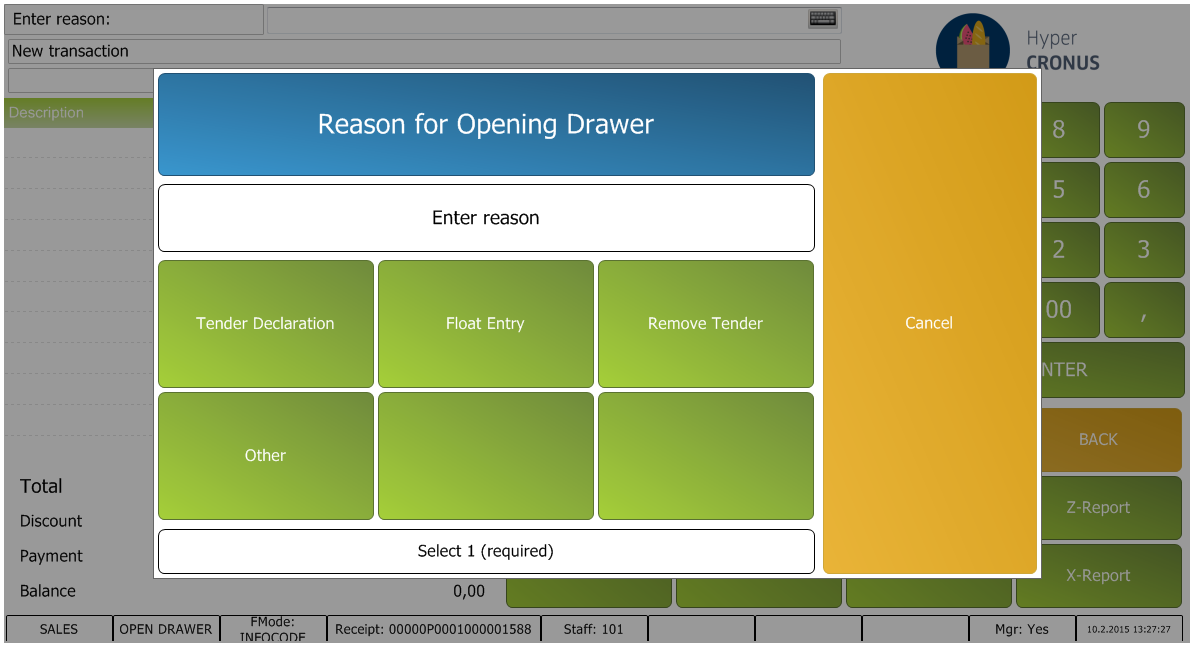 Enter reason:
New transaction
Hyper
CRONUS
Description
Reason for Opening Drawer
Enter reason
Tender Declaration
Float Entry
Remove Tender
Cancel
Other
Select 1 (required)
8
9
5
6
2
3
00
,
NTER
BACK
Z-Report
X-Report
Total
Discount
Payment
Balance
0,00
SALES
OPEN DRAWER
FMode:
INFOCODE
Receipt: 00000P0001000001588
Staff: 101
Mgr: Yes
10.2.2015 13:27:27